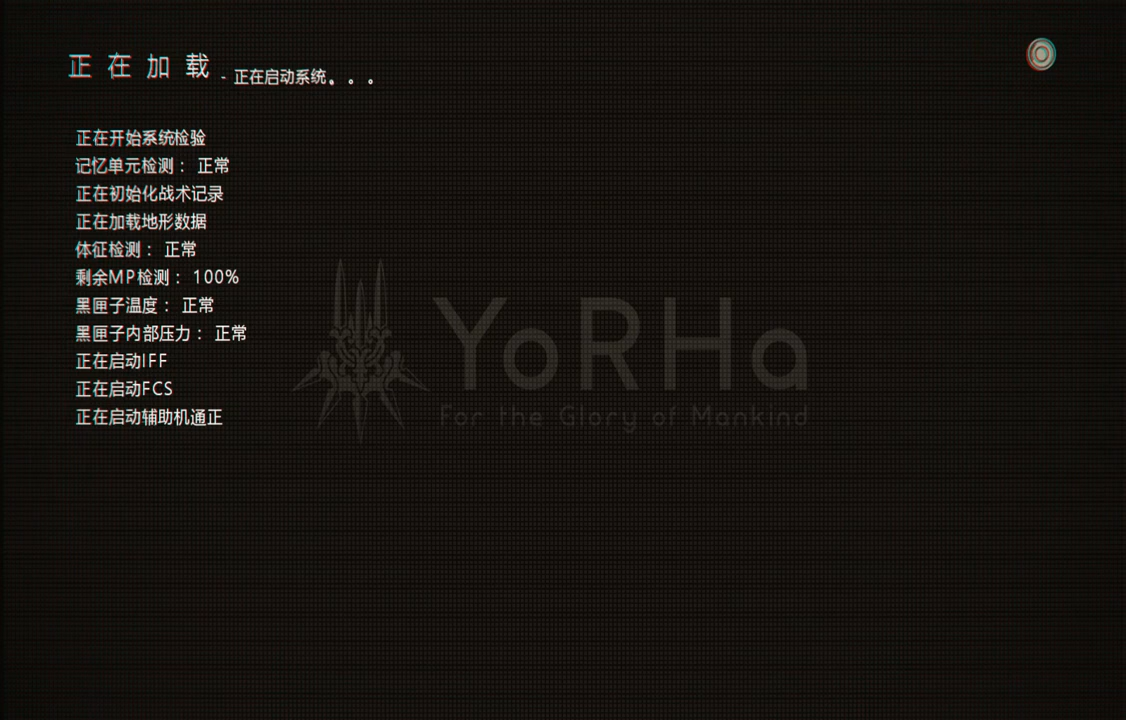 正在加载 - 正在启动系统。。。
正在开始系统检验
记忆单元检测： 正常
正在初始化战术记录
正在加载地形数据
体征检测： 正常
剩余MP检测： 100%
黑匣子温度： 正常
黑匣子内部压力： 正常
正在启动IFF
正在启动FCS
正在启动辅助机通正
YoRHa
For the Glory of Mankind